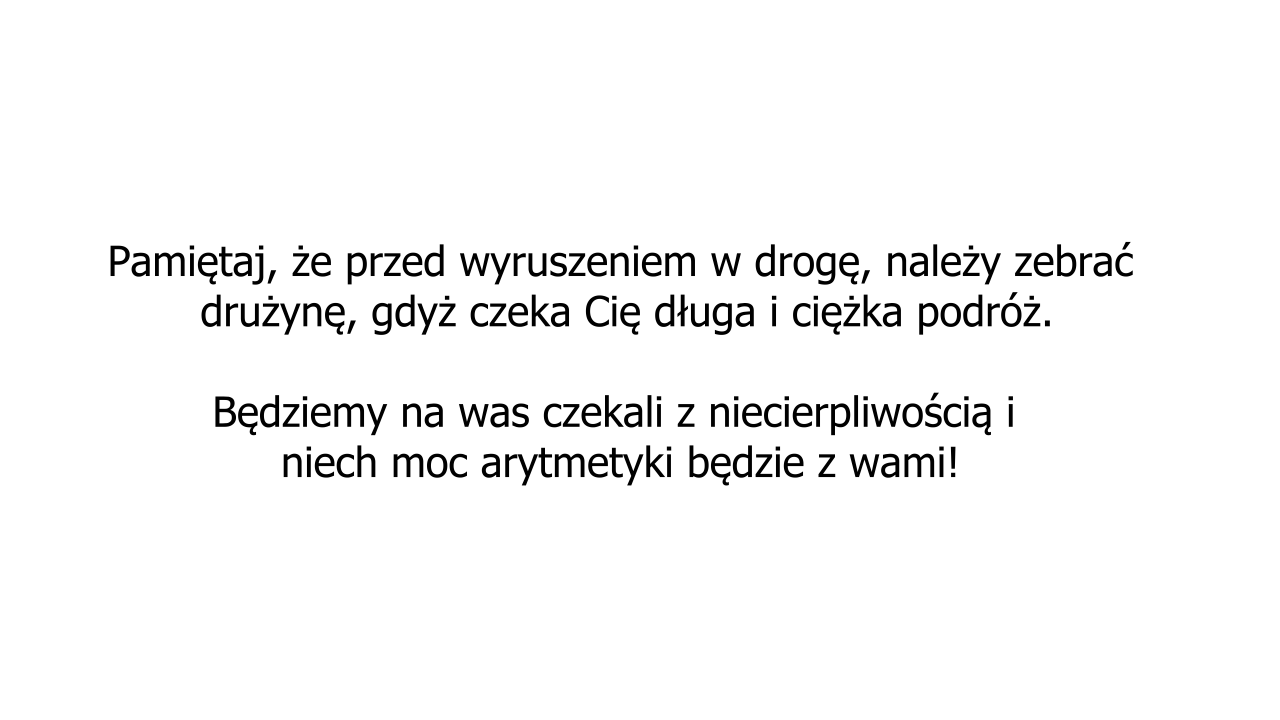 Pamiętaj, że przed wyruszeniem w drogę, należy zebrać
drużynę, gdyż czeka Cię długa i ciężka podróż.
Będziemy na was czekali z niecierpliwością i
niech moc arytmetyki będzie z wami!